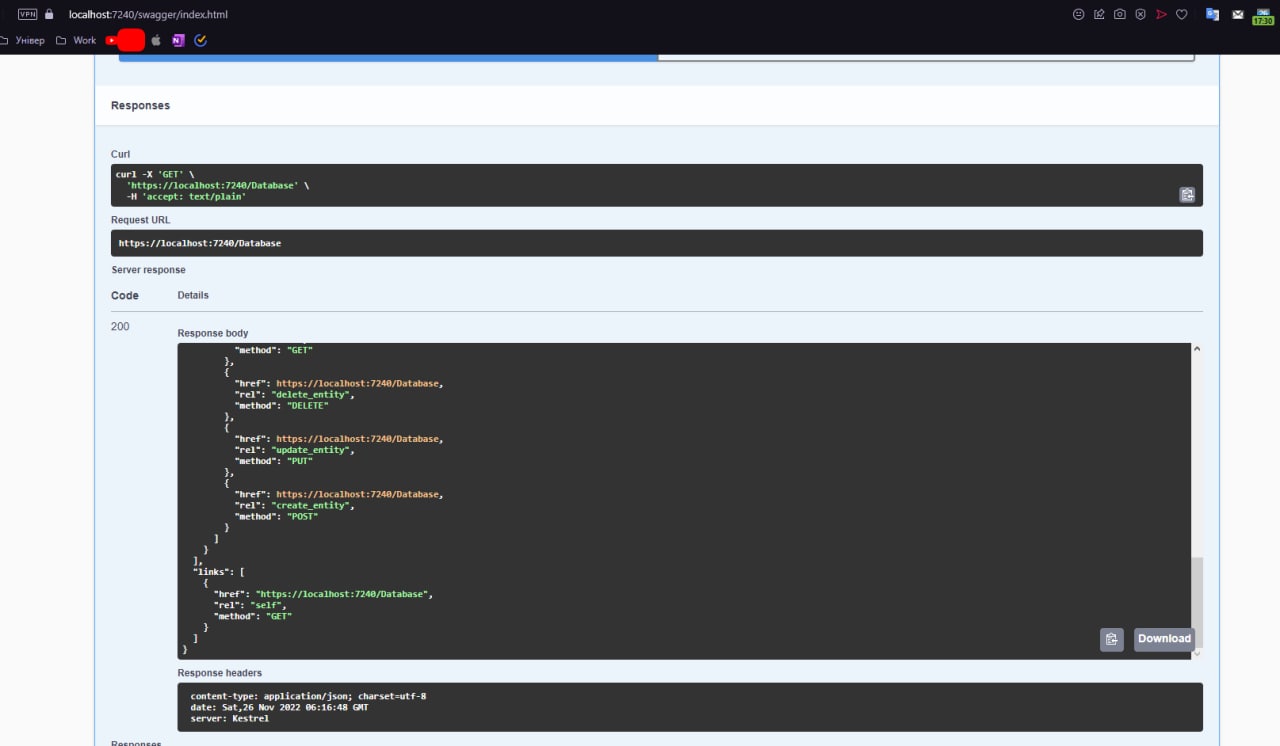 VPN localhost:7240/swagger/index.html
26
17:30
Універ Work
Responses
Curl
curl -X 'GET' \
'https://localhost:7240/Database' \
-H 'accept: text/plain'
Request URL
https://localhost:7240/Database
Server response
Code Details
200
Response body
"method": "GET"
},
{
"href": https://localhost:7240/Database,
"rel": "delete_entity",
"method": "DELETE"
},
{
"href": https://localhost:7240/Database,
"rel": "update_entity",
"method": "PUT"
},
{
"href": https://localhost:7240/Database,
"rel": "create_entity",
"method": "POST"
}
]
}
],
"links": [
{
"href": "https://localhost:7240/Database",
"rel": "self",
"method": "GET"
}
]
}
Download
Response headers
content-type: application/json; charset=utf-8
date: Sat,26 Nov 2022 06:16:48 GMT
server: Kestrel
Responses